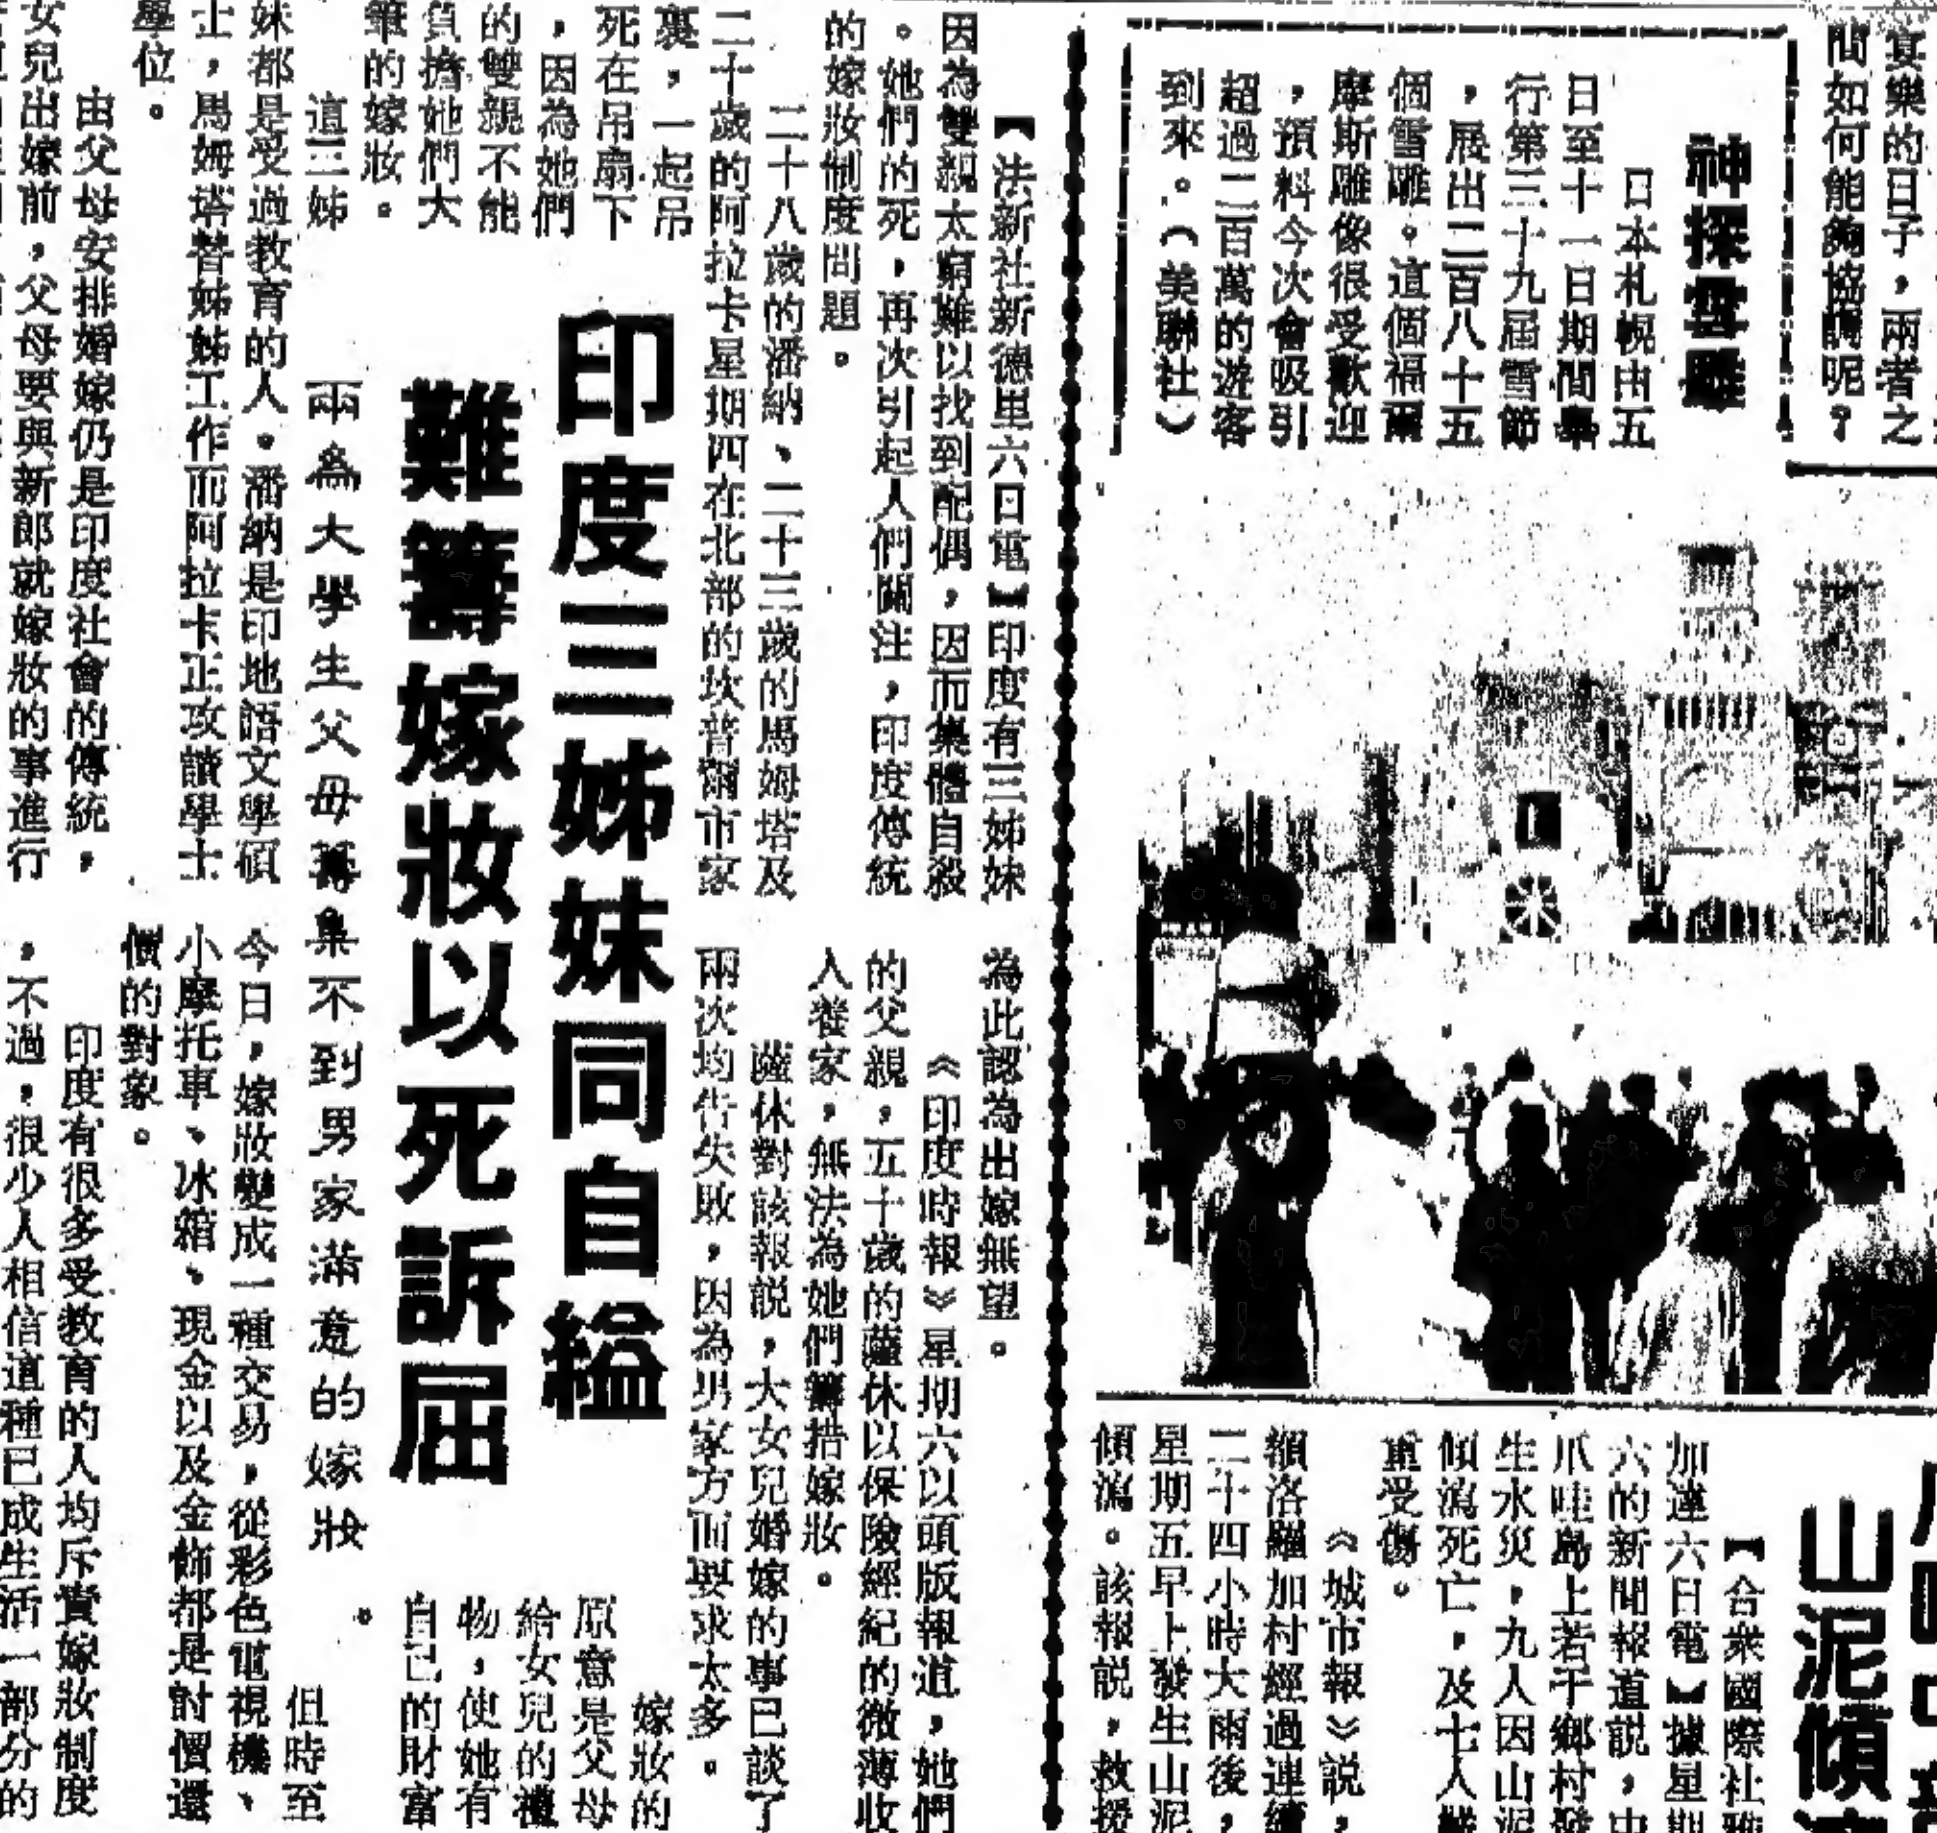 宴樂的日子，兩者之
間如何能夠協調呢？
神探雪雕
日本札幌由五
日至十一日期間舉
行第三十九屆雪節
，展出二百八十五
個雪雕。這個福爾
摩斯雕像很受歡迎
，預料今次會吸引
超過二百萬的遊客
到來。（美聯社）
山泥傾
【合衆國際社雅
加達六日電】據星期
六的新聞報道説，中
爪哇島上若干鄉村發
生水災，九人因山泥
傾瀉死亡，及七人嚴
重受傷。
《城市報》説，
洛羅加村經過連續
二十四小時大雨後，
星期五早上發生山泥
傾瀉。該報説，救援
印度三姊妹同自縊
難籌嫁妝以死訴屈
兩為大學生父母籌集不到男家滿意的嫁妝。
【法新社新德里六日電】印度有三姊妹
因為雙親太窮難以找到配偶，因而集體自殺
。她們的死，再次引起人們關注，印度傳統
的嫁妝制度問題。
二十八歲的潘納、二十三歲的馬姆塔及
二十歲的阿拉卡星期四在北部的坎普爾市家
裏，一起吊
死在吊扇下
，因為她們
的雙親不能
負擔她們大
筆的嫁妝。
這三姊
妹都是受過教育的人。潘納是印地語文學碩
士，馬姆塔替姊姊工作而阿拉卡正攻讀學士
學位。
由父母安排婚嫁仍是印度社會的傳統，
女兒出嫁前，父母要與新郎就嫁妝的事進行
為此認為出嫁無望。
《印度時報》星期六以頭版報道，她們
的父親，五十歲的薩休以保險經紀的微薄收
入養家，無法為她們籌措嫁妝。
薩休對該報説，大女兒婚嫁的事已談了
兩次均告失敗，因為男家方面要求太多。
嫁妝的
原意是父母
給女兒的禮
物，使她有
自己的財富
但時至
今日，嫁妝變成一種交易，從彩色電視機、
小摩托車、冰箱、現金以及金飾都是討價還
價的對象。
印度有很多受教育的人均斥責嫁妝制度
，不過，很少人相信這種已成生活一部分的